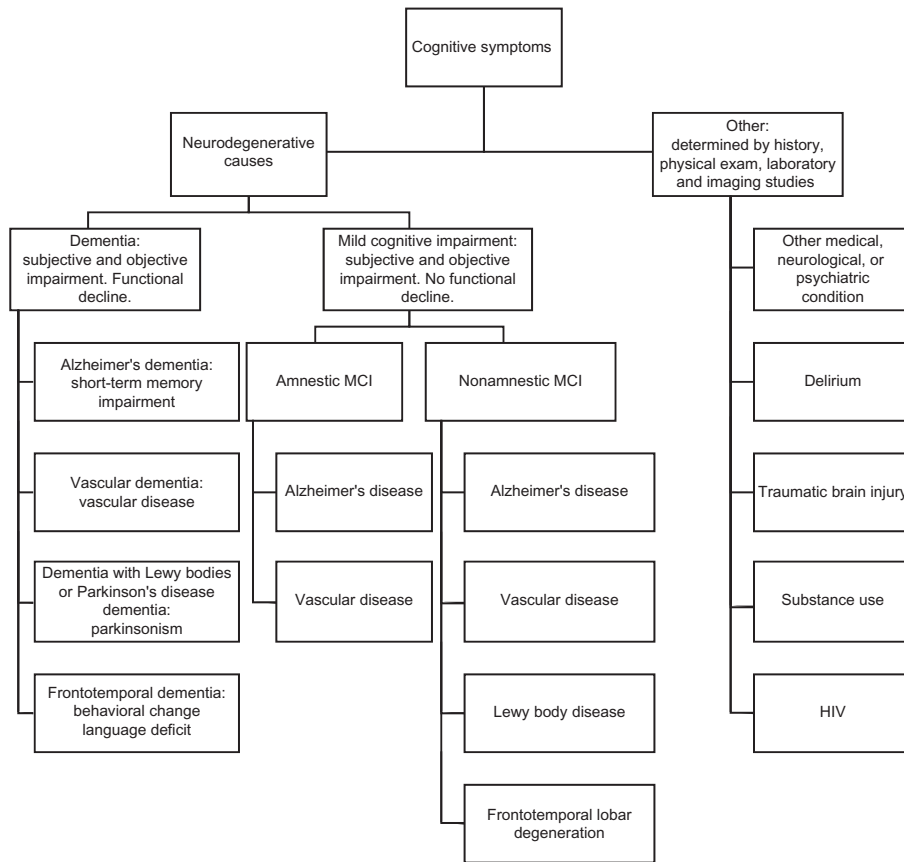 Cognitive symptoms
Neurodegenerative
causes
Other:
determined by history,
physical exam, laboratory
and imaging studies
Dementia:
subjective and objective
impairment. Functional
decline.
Mild cognitive impairment:
subjective and objective
impairment. No functional
decline.
Other medical,
neurological, or
psychiatric
condition
Alzheimer's dementia:
short-term memory
impairment
Amnestic MCI
Nonamnestic MCI
Delirium
Vascular dementia:
vascular disease
Alzheimer's disease
Alzheimer's disease
Traumatic brain injury
Dementia with Lewy bodies
or Parkinson's disease
dementia:
parkinsonism
Vascular disease
Vascular disease
Substance use
Frontotemporal dementia:
behavioral change
language deficit
Lewy body disease
HIV
Frontotemporal lobar
degeneration